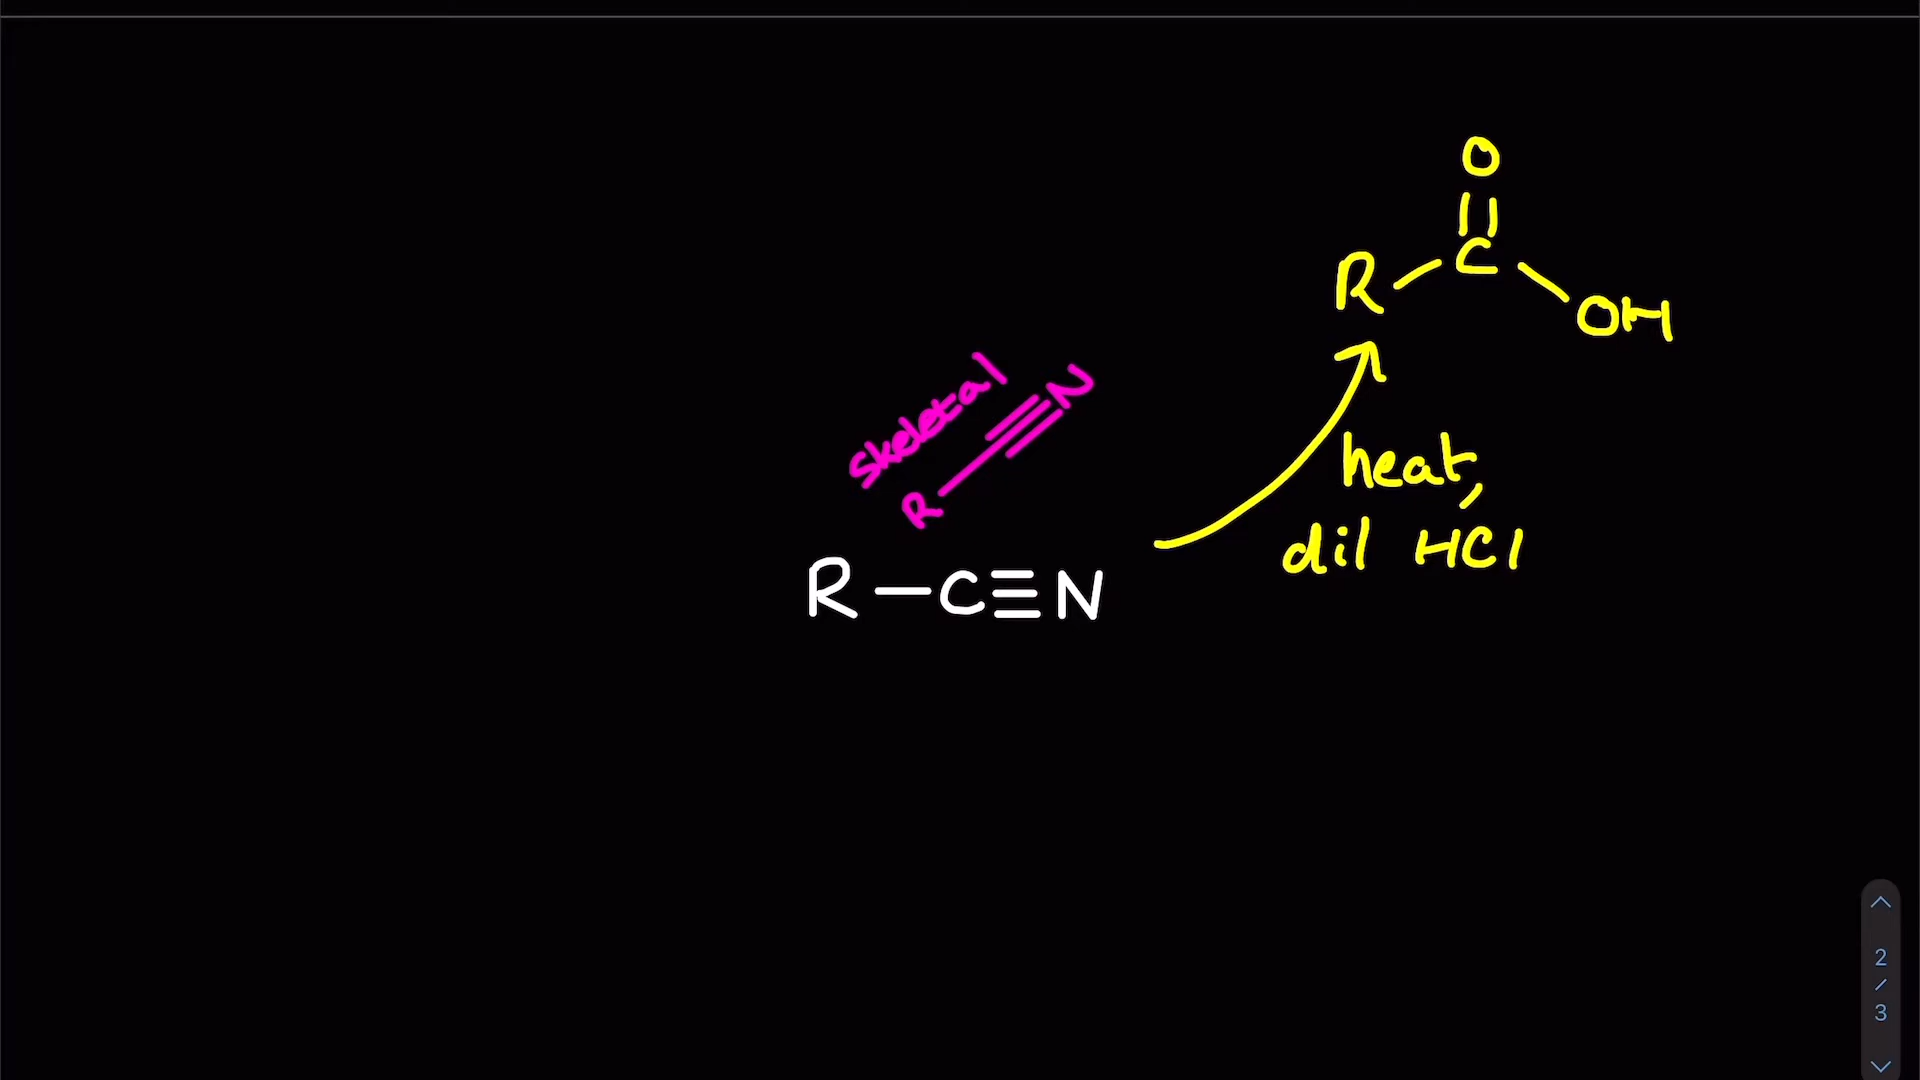 O
||
R – C – OH
skeletal
R ≡ N
heat,
dil HCl
R – C ≡ N
2
/
3